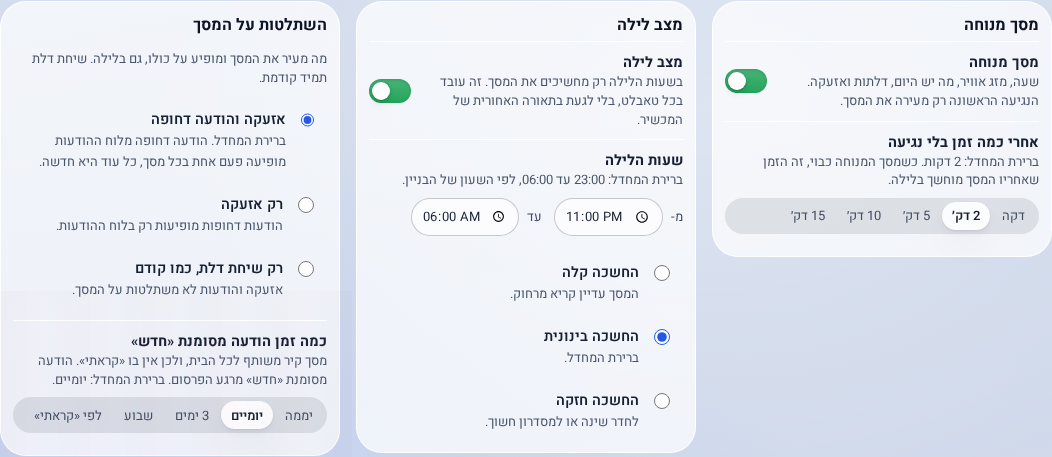 מסך מנוחה
מסך מנוחה
שעה, מזג אוויר, מה יש היום, דלתות ואזעקה.
הנגיעה הראשונה רק מעירה את המסך.
אחרי כמה זמן בלי נגיעה
ברירת המחדל: 2 דקות. כשמסך המנוחה כבוי, זה הזמן
שאחריו המסך מוחשך בלילה.
דקה
2 דק׳
5 דק׳
10 דק׳
15 דק׳
מצב לילה
מצב לילה
בשעות הלילה רק מחשיכים את המסך. זה עובד
בכל טאבלט, בלי לגעת בתאורה האחורית של
המכשיר.
שעות הלילה
ברירת המחדל: 23:00 עד 06:00, לפי השעון של הבניין.
מ- 11:00 PM עד 06:00 AM
החשכה קלה
המסך עדיין קריא מרחוק.
החשכה בינונית
ברירת המחדל.
החשכה חזקה
לחדר שינה או למסדרון חשוך.
השתלטות על המסך
מה מעיר את המסך ומופיע על כולו, גם בלילה. שיחת דלת
תמיד קודמת.
אזעקה והודעה דחופה
ברירת המחדל. הודעה דחופה מלוח ההודעות
מופיעה פעם אחת בכל מסך, כל עוד היא חדשה.
רק אזעקה
הודעות דחופות מופיעות רק בלוח ההודעות.
רק שיחת דלת, כמו קודם
אזעקה והודעות לא משתלטות על המסך.
כמה זמן הודעה מסומנת «חדש»
מסך קיר משותף לכל הבית, ולכן אין בו «קראתי». הודעה
מסומנת «חדש» מרגע הפרסום. ברירת המחדל: יומיים.
יממה
יומיים
3 ימים
שבוע
לפי «קראתי»